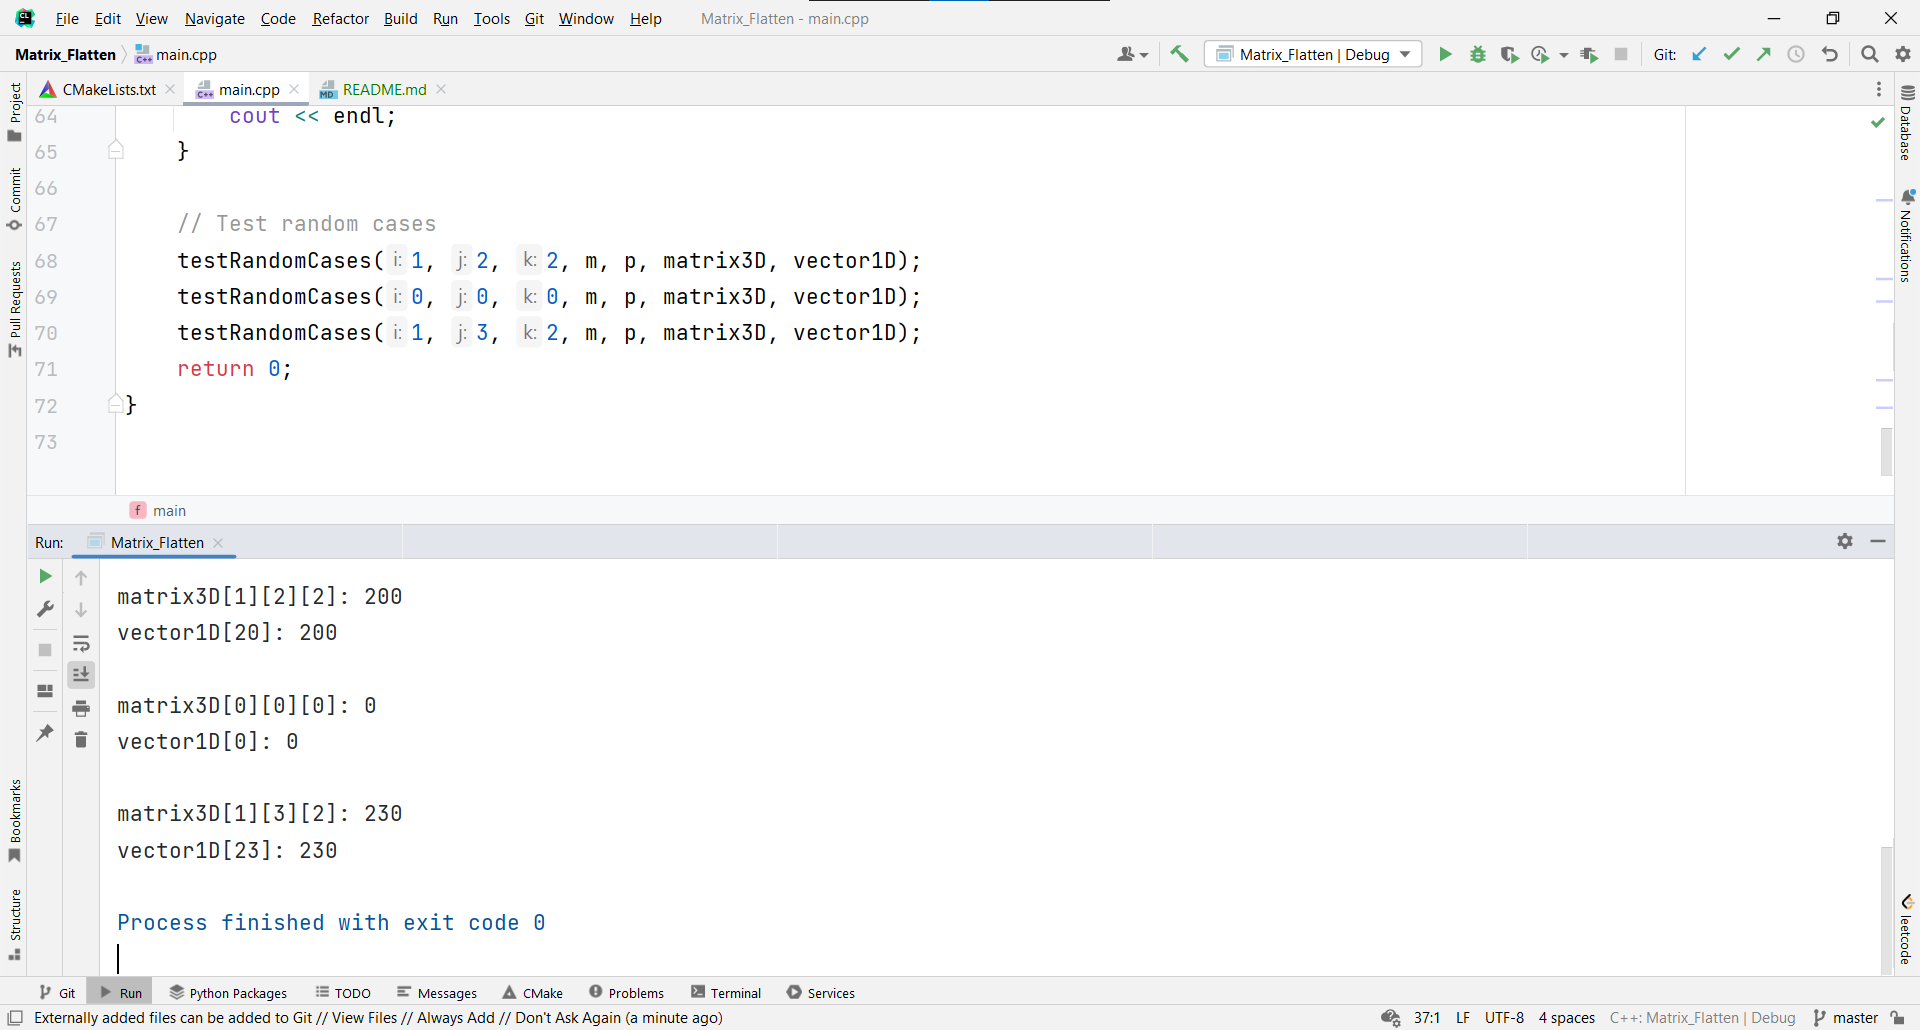 File Edit View Navigate Code Refactor Build Run Tools Git Window Help Matrix_Flatten - main.cpp
Matrix_Flatten main.cpp Matrix_Flatten | Debug Git:
CMakeLists.txt main.cpp README.md
64 cout << endl;
65 }
66
67 // Test random cases
68 testRandomCases( i: 1, j: 2, k: 2, m, p, matrix3D, vector1D);
69 testRandomCases( i: 0, j: 0, k: 0, m, p, matrix3D, vector1D);
70 testRandomCases( i: 1, j: 3, k: 2, m, p, matrix3D, vector1D);
71 return 0;
72 }
73
f main
Run: Matrix_Flatten
matrix3D[1][2][2]: 200
vector1D[20]: 200
matrix3D[0][0][0]: 0
vector1D[0]: 0
matrix3D[1][3][2]: 230
vector1D[23]: 230
Process finished with exit code 0
Project
Commit
Pull Requests
Bookmarks
Structure
Database
Notifications
leetcode
Git Run Python Packages TODO Messages CMake Problems Terminal Services
Externally added files can be added to Git // View Files // Always Add // Don't Ask Again (a minute ago) 37:1 LF UTF-8 4 spaces C++: Matrix_Flatten | Debug master